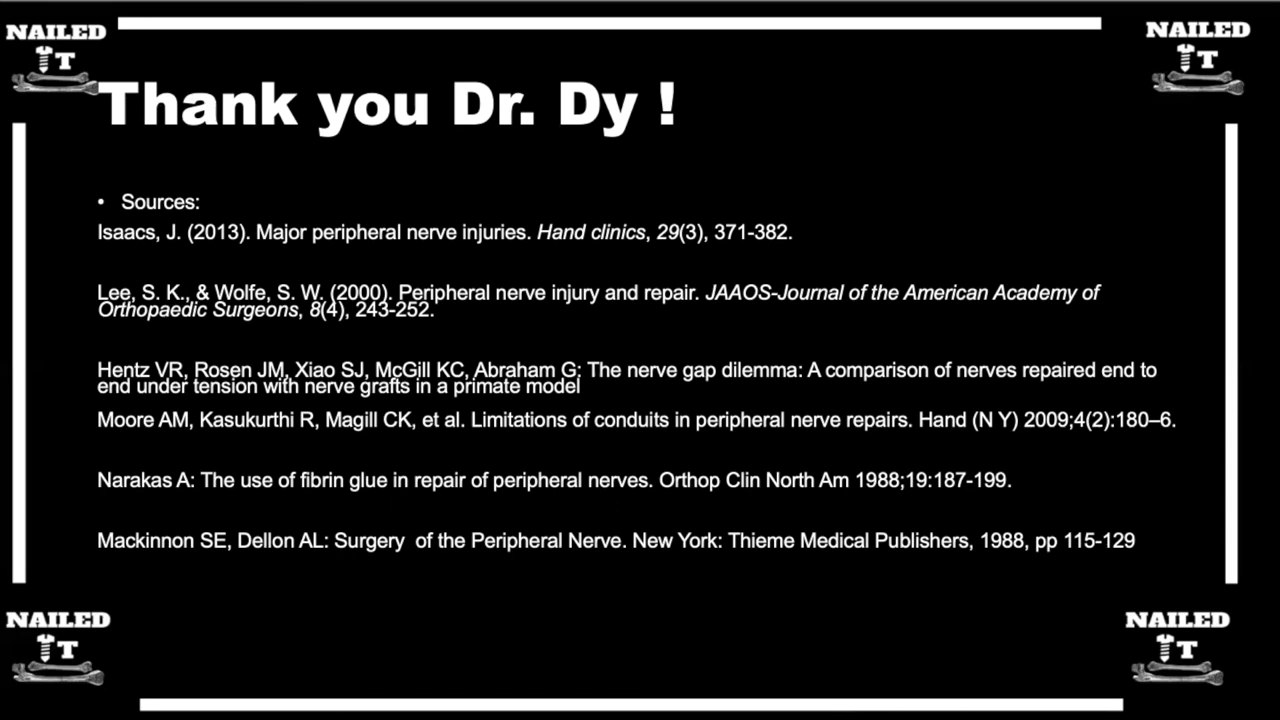 NAILED
IT
NAILED
IT
Thank you Dr. Dy !
• Sources:
Isaacs, J. (2013). Major peripheral nerve injuries. Hand clinics, 29(3), 371-382.
Lee, S. K., & Wolfe, S. W. (2000). Peripheral nerve injury and repair. JAAOS-Journal of the American Academy of
Orthopaedic Surgeons, 8(4), 243-252.
Hentz VR, Rosen JM, Xiao SJ, McGill KC, Abraham G: The nerve gap dilemma: A comparison of nerves repaired end to
end under tension with nerve grafts in a primate model
Moore AM, Kasukurthi R, Magill CK, et al. Limitations of conduits in peripheral nerve repairs. Hand (N Y) 2009;4(2):180–6.
Narakas A: The use of fibrin glue in repair of peripheral nerves. Orthop Clin North Am 1988;19:187-199.
Mackinnon SE, Dellon AL: Surgery  of the Peripheral Nerve. New York: Thieme Medical Publishers, 1988, pp 115-129
NAILED
IT
NAILED
IT